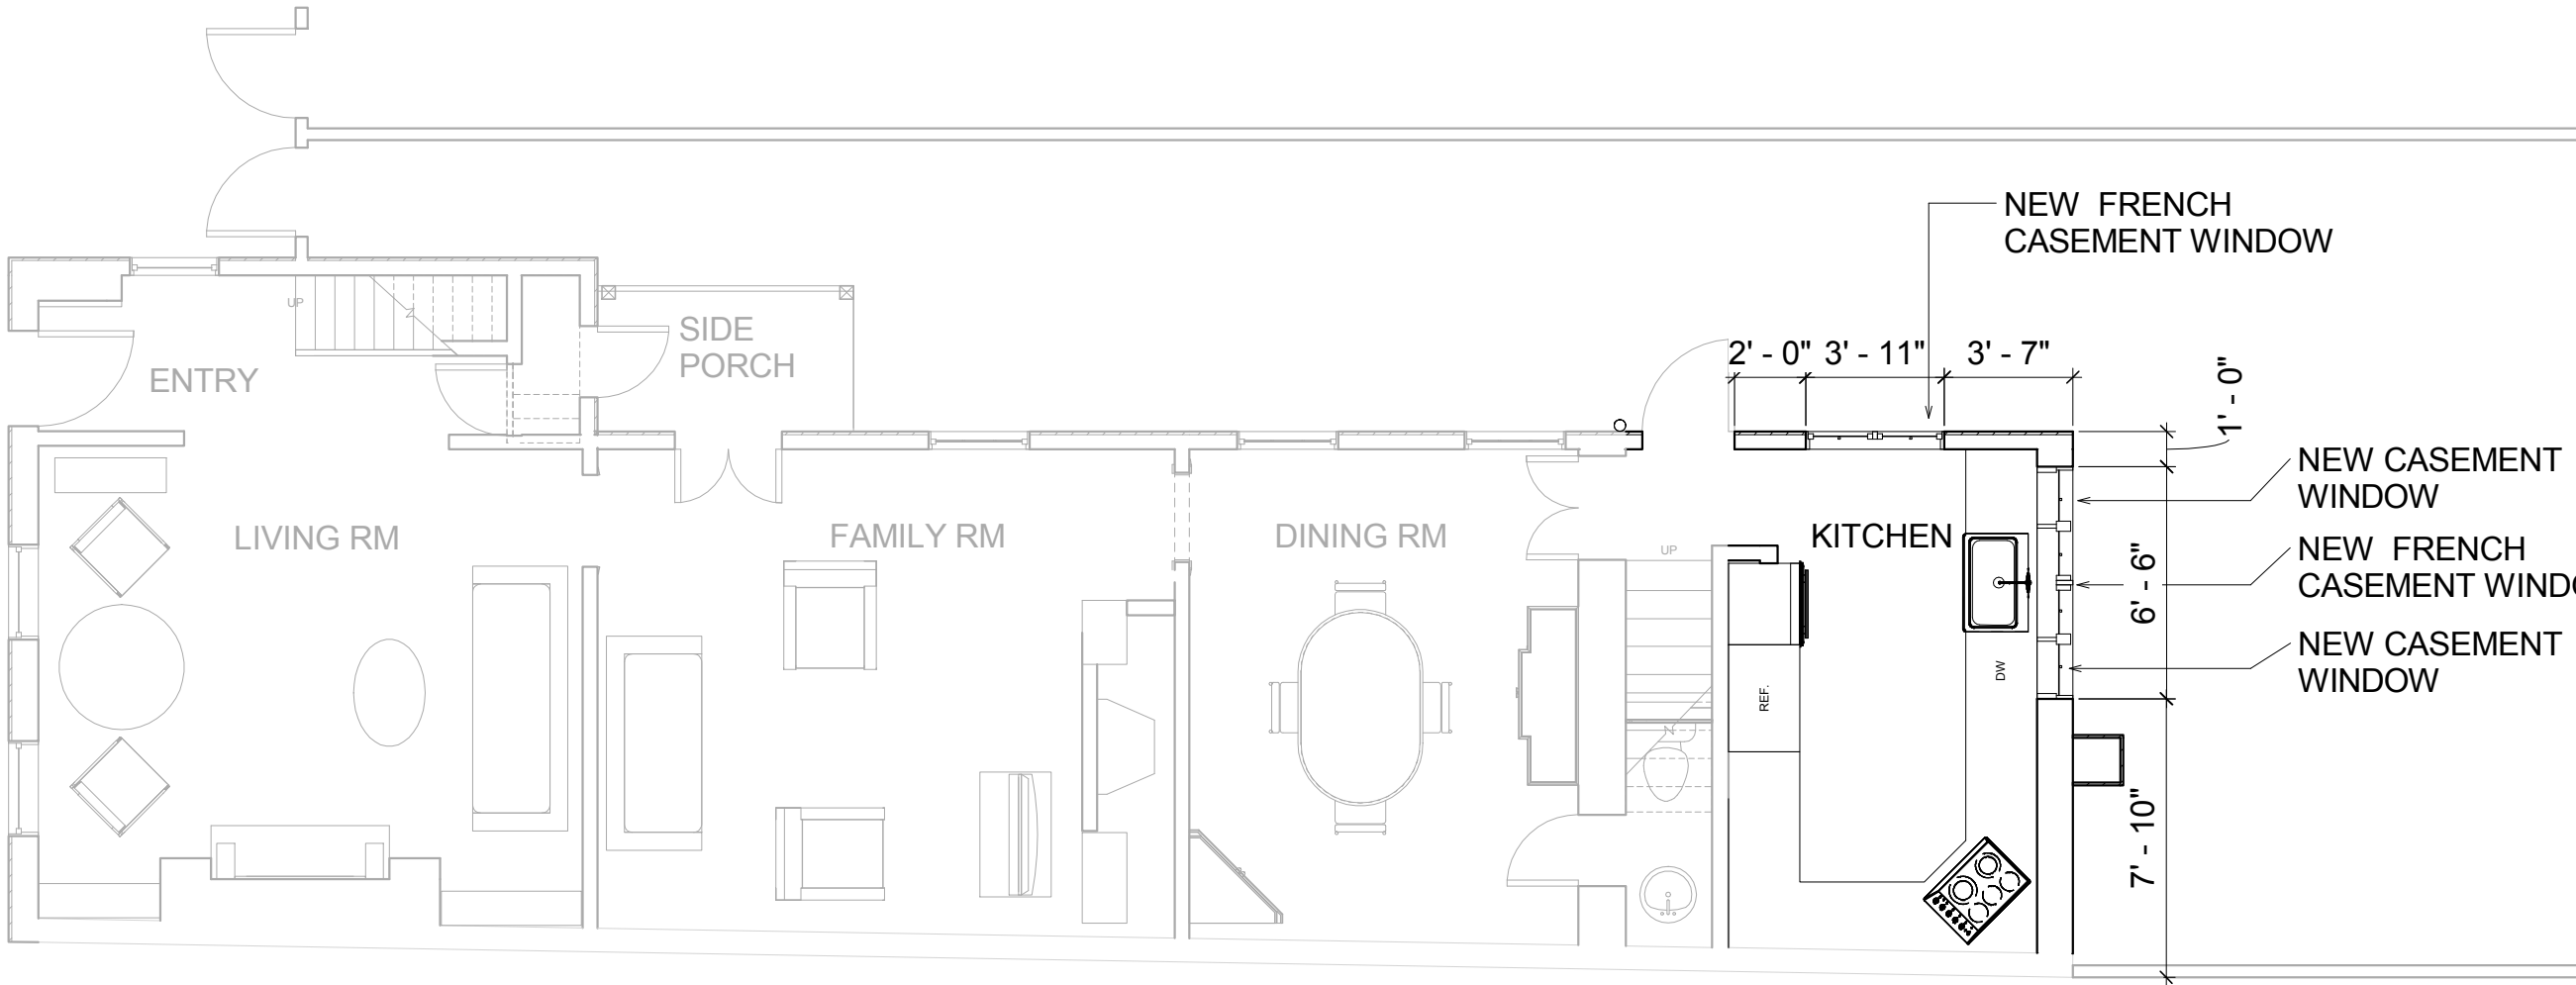 NEW FRENCH
CASEMENT WINDOW
UP
SIDE
PORCH
2' - 0" 3' - 11" 3' - 7"
1' - 0"
ENTRY
NEW CASEMENT
WINDOW
LIVING RM
FAMILY RM
DINING RM
UP
KITCHEN
NEW FRENCH
CASEMENT WINDO
6' - 6"
NEW CASEMENT
WINDOW
REF.
DW
7' - 10"